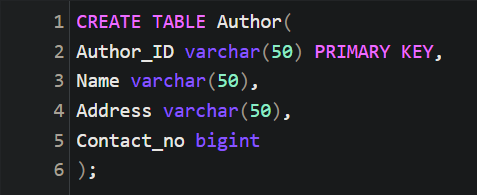 1 CREATE TABLE Author(
2 Author_ID varchar(50) PRIMARY KEY,
3 Name varchar(50),
4 Address varchar(50),
5 Contact_no bigint
6 );